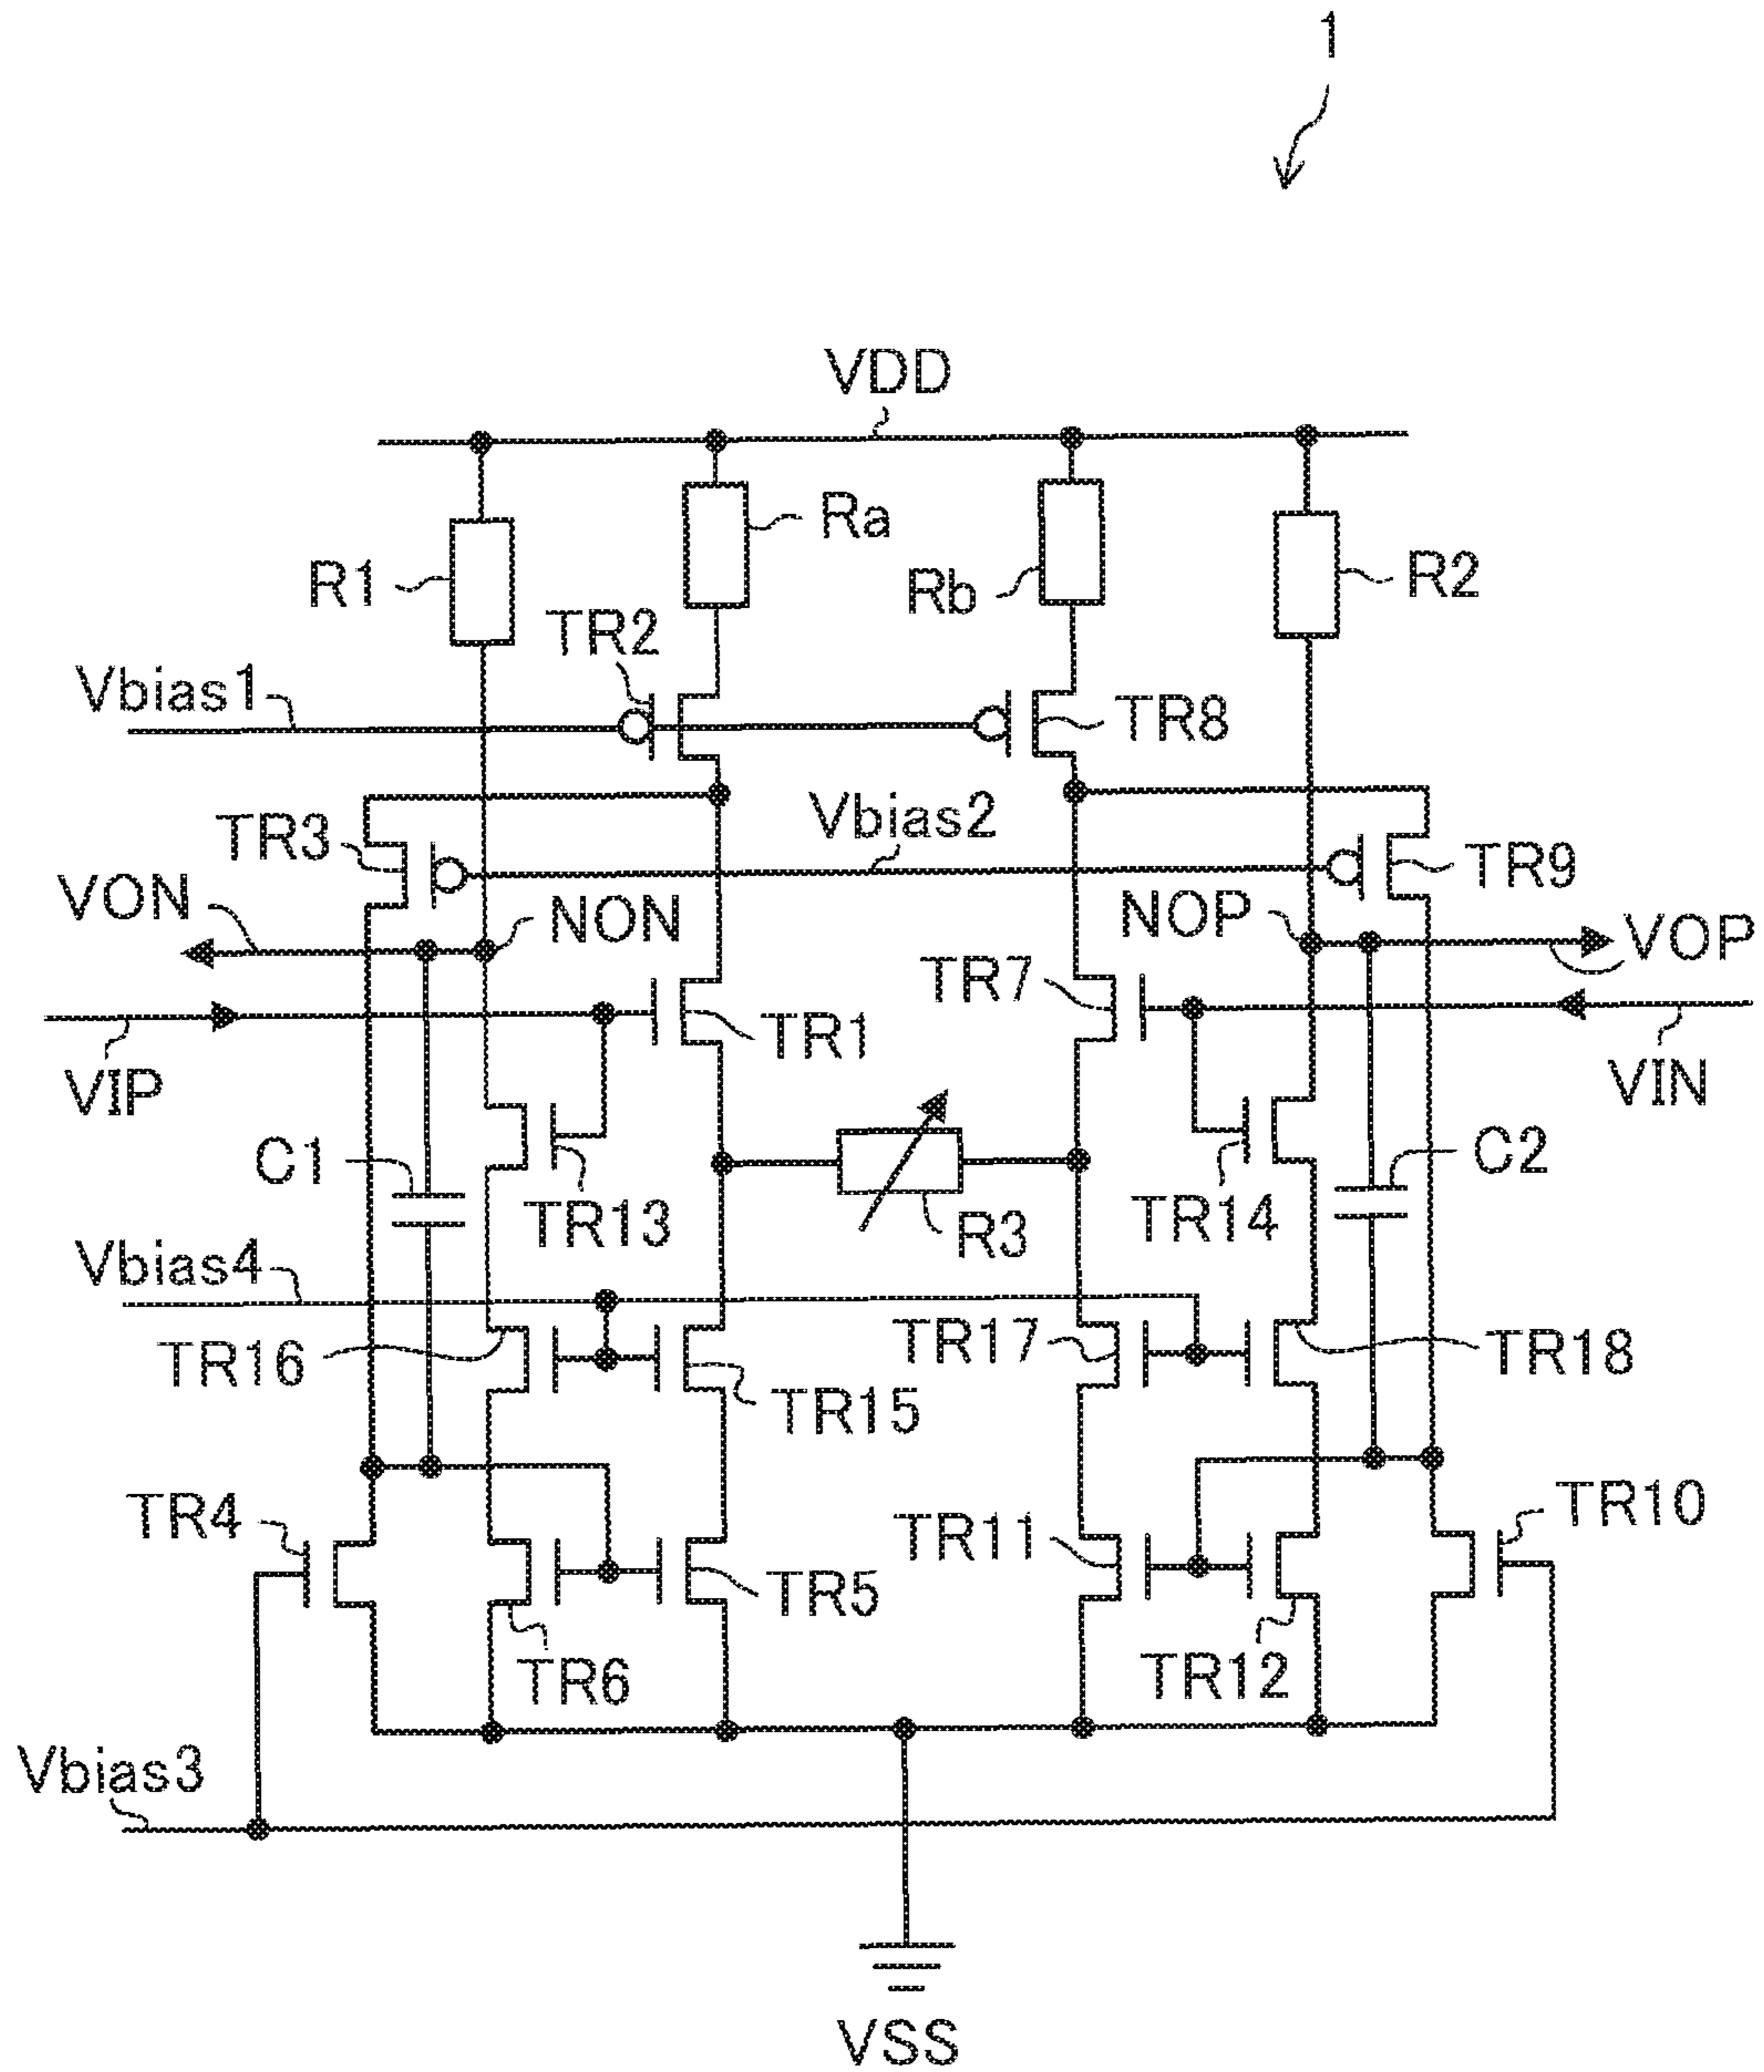 1
VDD
Ra
R1
Rb
R2
TR2
Vbias1
TR8
Vbias2
TR3
TR9
VON
NON
NOP
VOP
TR7
TR1
VIP
VIN
C1
C2
TR13
R3
TR14
Vbias4
TR16
TR17
TR18
TR15
TR4
TR11
TR10
TR5
TR6
TR12
Vbias3
VSS